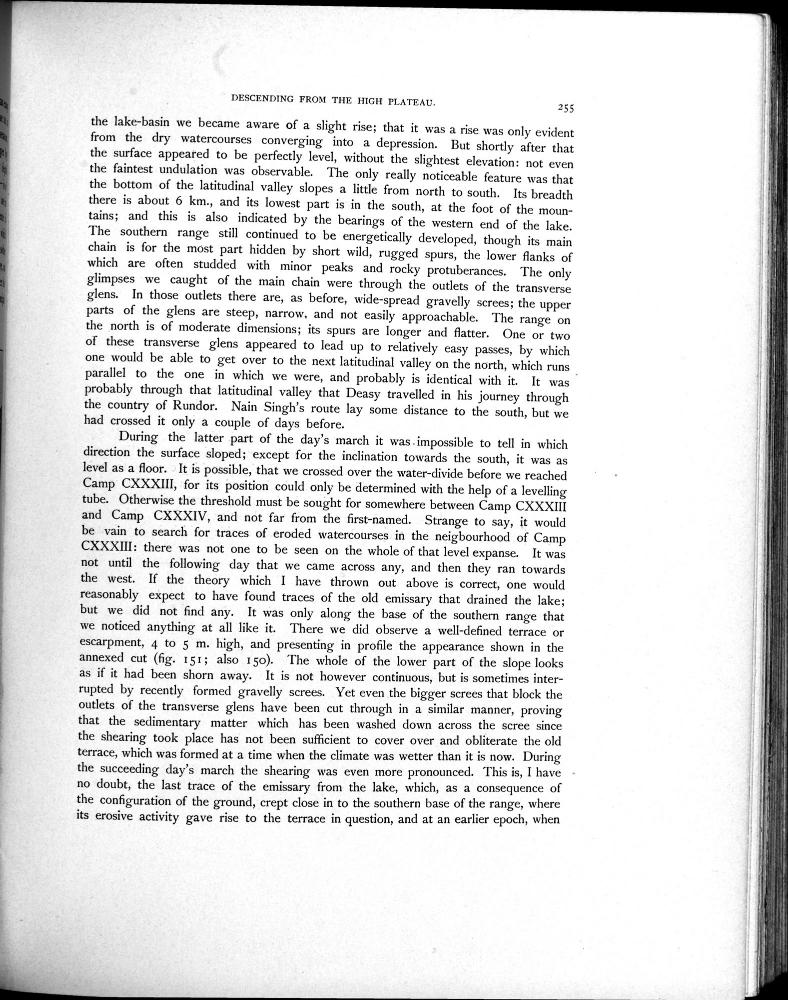 DESCENDING FROM THE HIGH PLATEAU.
255
the lake-basin we became aware of a slight rise; that it was a rise was only evident
from the dry watercourses converging into a depression. But shortly after that
the surface appeared to be perfectly level, without the slightest elevation: not even
the faintest undulation was observable. The only really noticeable feature was that
the bottom of the latitudinal valley slopes a little from north to south. Its breadth
there is about 6 km., and its lowest part is in the south, at the foot of the moun-
tains; and this is also indicated by the bearings of the western end of the lake.
The southern range still continued to be energetically developed, though its main
chain is for the most part hidden by short wild, rugged spurs, the lower flanks of
which are often studded with minor peaks and rocky protuberances. The only
glimpses we caught of the main chain were through the outlets of the transverse
glens. In those outlets there are, as before, wide-spread gravelly screes; the upper
parts of the glens are steep, narrow, and not easily approachable. The range on
the north is of moderate dimensions; its spurs are longer and flatter. One or two
of these transverse glens appeared to lead up to relatively easy passes, by which
one would be able to get over to the next latitudinal valley on the north, which runs
parallel to the one in which we were, and probably is identical with it. It was
probably through that latitudinal valley that Deasy travelled in his journey through
the country of Rundor. Nain Singh's route lay some distance to the south, but we
had crossed it only a couple of days before.
During the latter part of the day's march it was impossible to tell in which
direction the surface sloped; except for the inclination towards the south, it was as
level as a floor. It is possible, that we crossed over the water-divide before we reached
Camp CXXXIII, for its position could only be determined with the help of a levelling
tube. Otherwise the threshold must be sought for somewhere between Camp CXXXIII
and Camp CXXXIV, and not far from the first-named. Strange to say, it would
be vain to search for traces of eroded watercourses in the neigbourhood of Camp
CXXXIII: there was not one to be seen on the whole of that level expanse. It was
not until the following day that we came across any, and then they ran towards
the west. If the theory which I have thrown out above is correct, one would
reasonably expect to have found traces of the old emissary that drained the lake;
but we did not find any. It was only along the base of the southern range that
we noticed anything at all like it. There we did observe a well-defined terrace or
escarpment, 4 to 5 m. high, and presenting in profile the appearance shown in the
annexed cut (fig. 151; also 150). The whole of the lower part of the slope looks
as if it had been shorn away. It is not however continuous, but is sometimes inter-
rupted by recently formed gravelly screes. Yet even the bigger screes that block the
outlets of the transverse glens have been cut through in a similar manner, proving
that the sedimentary matter which has been washed down across the scree since
the shearing took place has not been sufficient to cover over and obliterate the old
terrace, which was formed at a time when the climate was wetter than it is now. During
the succeeding day's march the shearing was even more pronounced. This is, I have
no doubt, the last trace of the emissary from the lake, which, as a consequence of
the configuration of the ground, crept close in to the southern base of the range, where
its erosive activity gave rise to the terrace in question, and at an earlier epoch, when